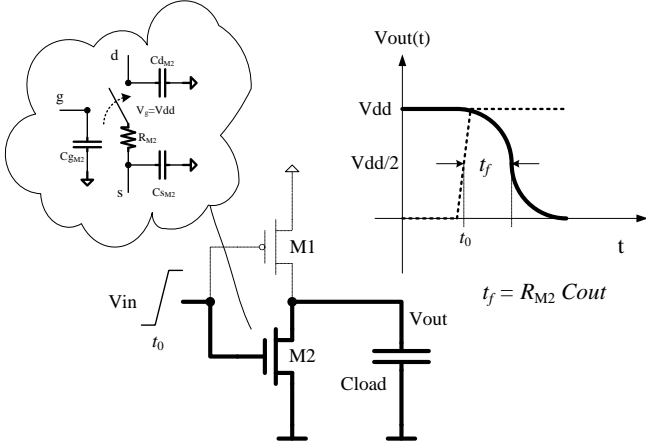 d
Cd_M2
g
V_g=Vdd
R_M2
Cg_M2
Cs_M2
s
Vout(t)
Vdd
Vdd/2
t_f
t_0
t
t_f = R_M2 Cout
M1
Vin
t_0
M2
Vout
Cload